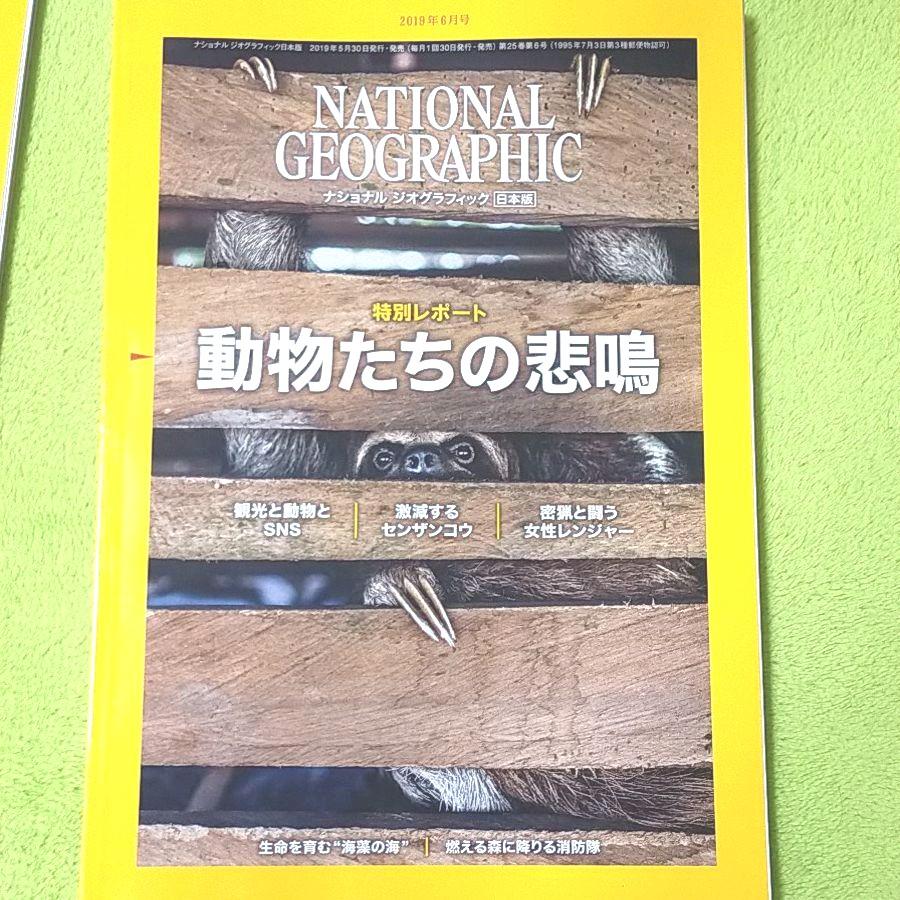 2019年6月号
ナショナル ジオグラフィック日本版 2019年5月30日発行・発売（毎月1回30日発行・発売）第25巻第6号（1995年7月3日第3種郵便物認可）
NATIONAL
GEOGRAPHIC
ナショナル ジオグラフィック 日本版
特別レポート
動物たちの悲鳴
観光と動物と
SNS
激減する
センザンコウ
密猟と闘う
女性レンジャー
生命を育む“海藻の海”
燃える森に降りる消防隊